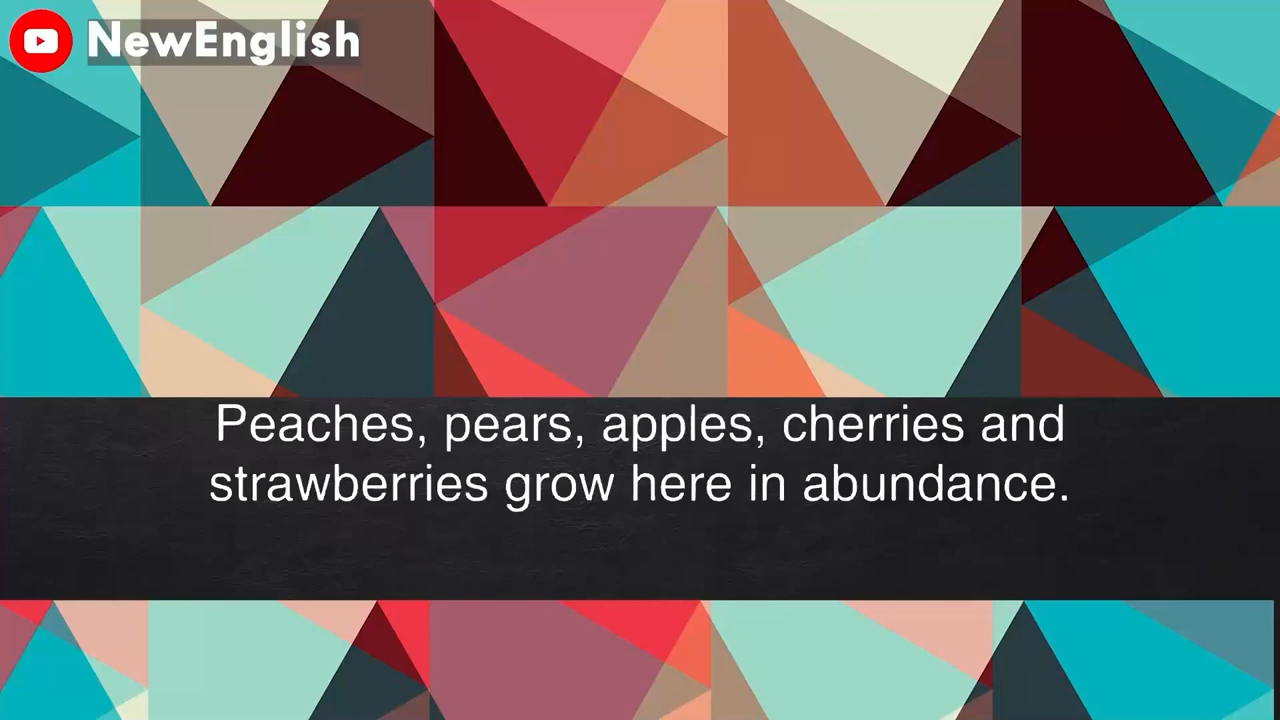 NewEnglish
Peaches, pears, apples, cherries and
strawberries grow here in abundance.